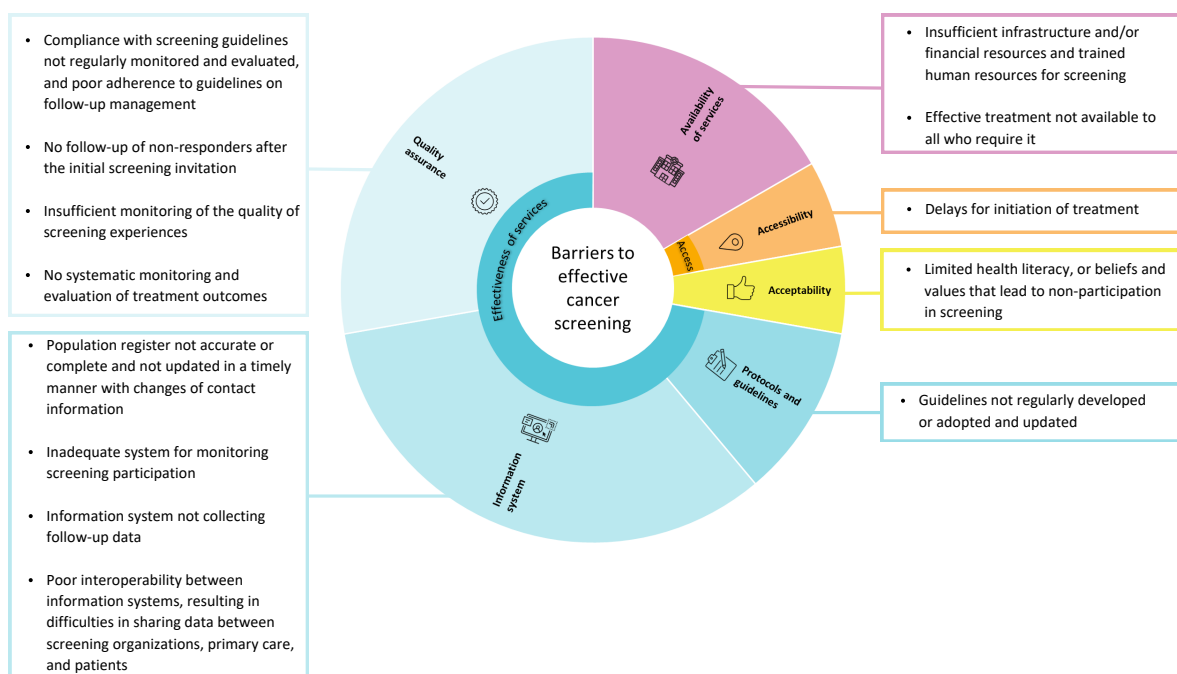 • Compliance with screening guidelines
not regularly monitored and evaluated,
and poor adherence to guidelines on
follow-up management
• No follow-up of non-responders after
the initial screening invitation
• Insufficient monitoring of the quality of
screening experiences
• No systematic monitoring and
evaluation of treatment outcomes
• Population register not accurate or
complete and not updated in a timely
manner with changes of contact
information
• Inadequate system for monitoring
screening participation
• Information system not collecting
follow-up data
• Poor interoperability between
information systems, resulting in
difficulties in sharing data between
screening organizations, primary care,
and patients
Quality
assurance
Effectiveness of services
Information
system
Barriers to
effective
cancer
screening
Availability
of services
Access
Accessibility
Acceptability
Protocols and
guidelines
• Insufficient infrastructure and/or
financial resources and trained
human resources for screening
• Effective treatment not available to
all who require it
• Delays for initiation of treatment
• Limited health literacy, or beliefs and
values that lead to non-participation
in screening
• Guidelines not regularly developed
or adopted and updated